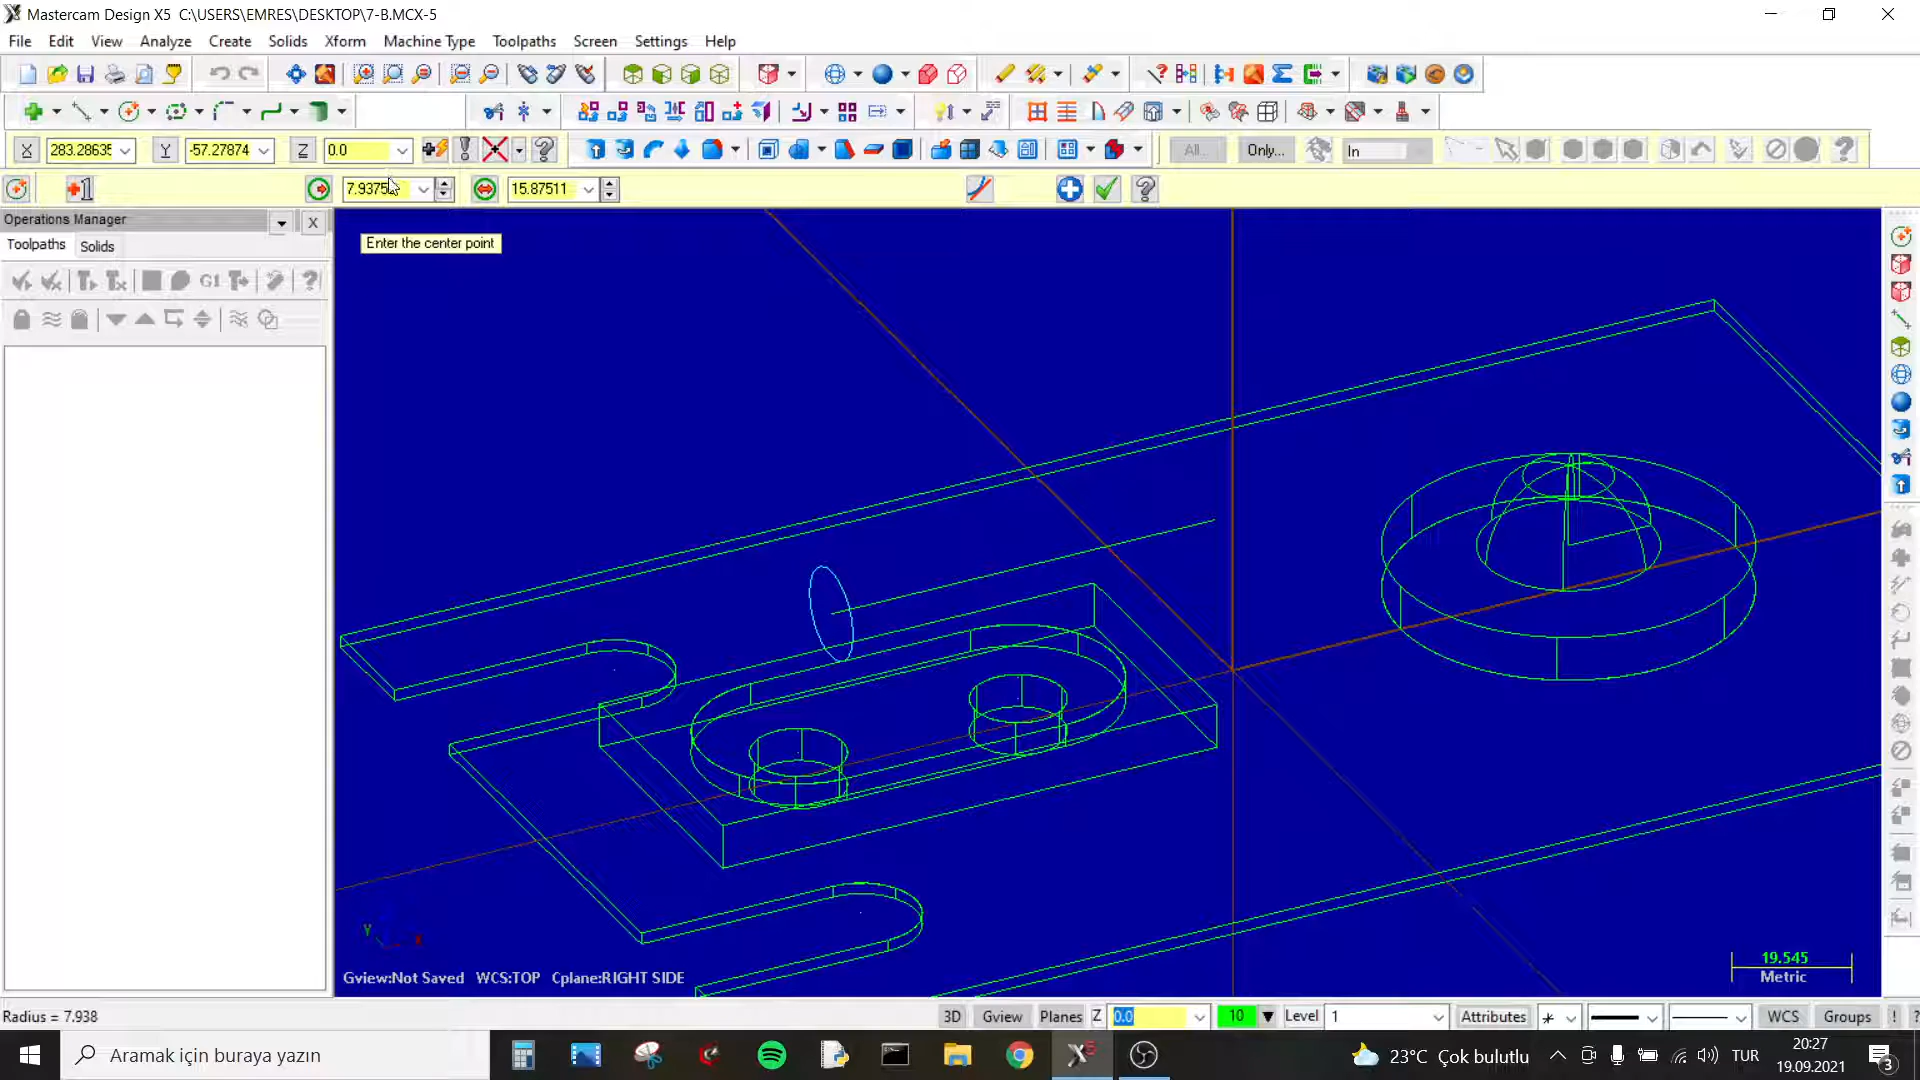 Mastercam Design X5 C:\USERS\EMRES\DESKTOP\7-B.MCX-5
File Edit View Analyze Create Solids Xform Machine Type Toolpaths Screen Settings Help
X 283.28635 Y -57.27874 Z 0.0 All... Only... In
7.9375 15.87511
Operations Manager
Toolpaths Solids
G1
Enter the center point
Y
Gview:Not Saved WCS:TOP Cplane:RIGHT SIDE
19.545
Metric
Radius = 7.938 3D Gview Planes Z 0.0 10 Level 1 Attributes WCS Groups ! ?
Aramak için buraya yazın 23°C Çok bulutlu TUR 20:27
19.09.2021 3